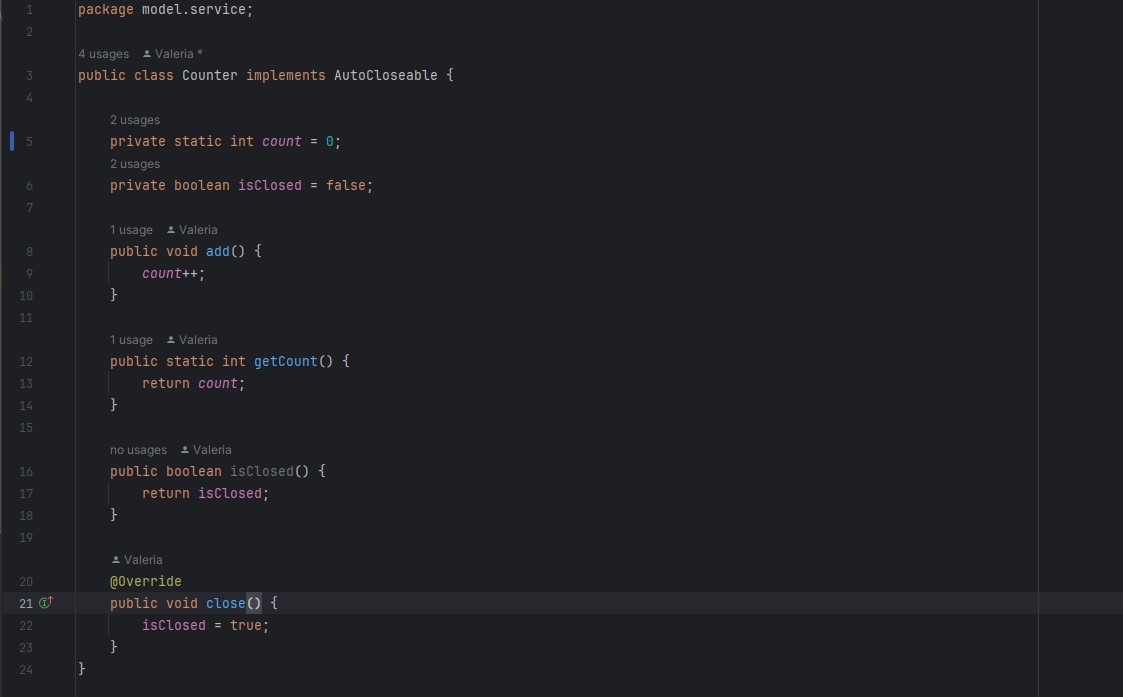 1 package model.service;
2
4 usages Valeria *
3 public class Counter implements AutoCloseable {
4
2 usages
5 private static int count = 0;
2 usages
6 private boolean isClosed = false;
7
1 usage Valeria
8 public void add() {
9 count++;
10 }
11
1 usage Valeria
12 public static int getCount() {
13 return count;
14 }
15
no usages Valeria
16 public boolean isClosed() {
17 return isClosed;
18 }
19
Valeria
20 @Override
21 public void close() {
22 isClosed = true;
23 }
24 }